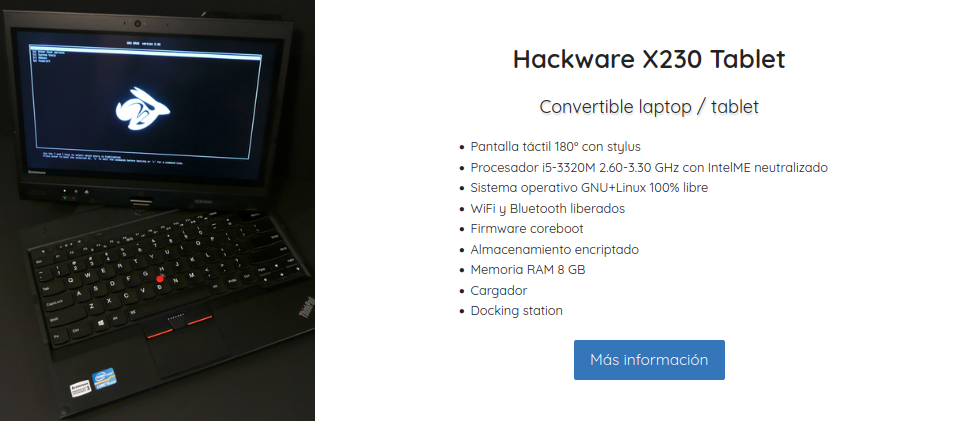 Hackware X230 Tablet
Convertible laptop / tablet
Pantalla táctil 180° con stylus
Procesador i5-3320M 2.60-3.30 GHz con IntelME neutralizado
Sistema operativo GNU+Linux 100% libre
WiFi y Bluetooth liberados
Firmware coreboot
Almacenamiento encriptado
Memoria RAM 8 GB
Cargador
Docking station
Más información
lenovo
ThinkPad